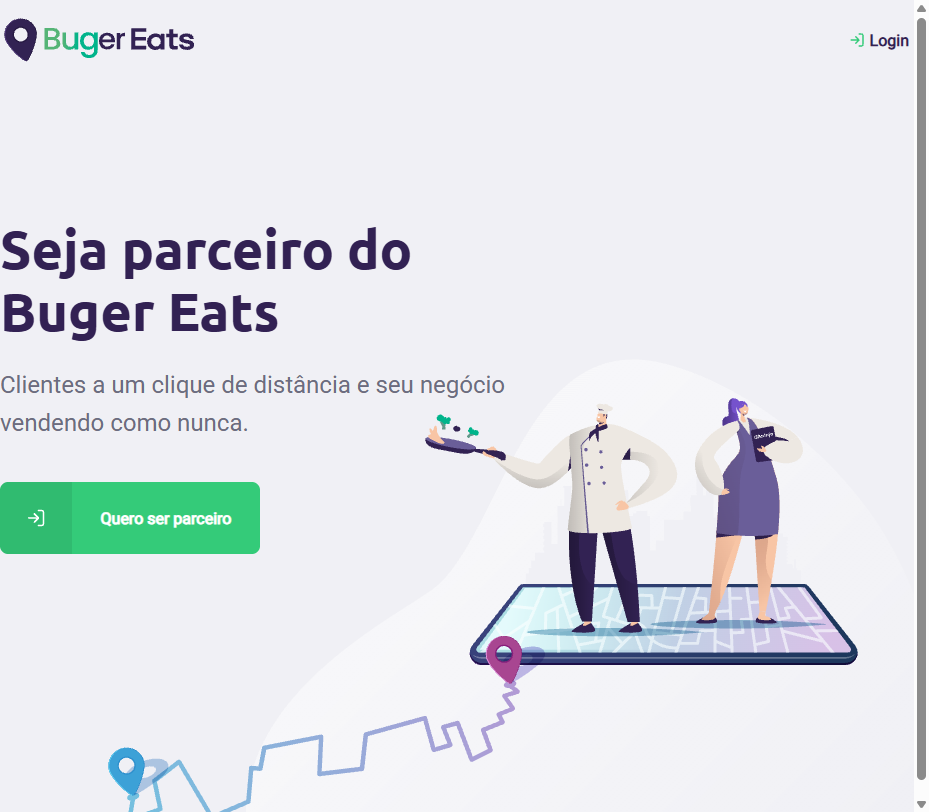 Buger Eats
Login
Seja parceiro do
Buger Eats
Clientes a um clique de distância e seu negócio
vendendo como nunca.
Quero ser parceiro